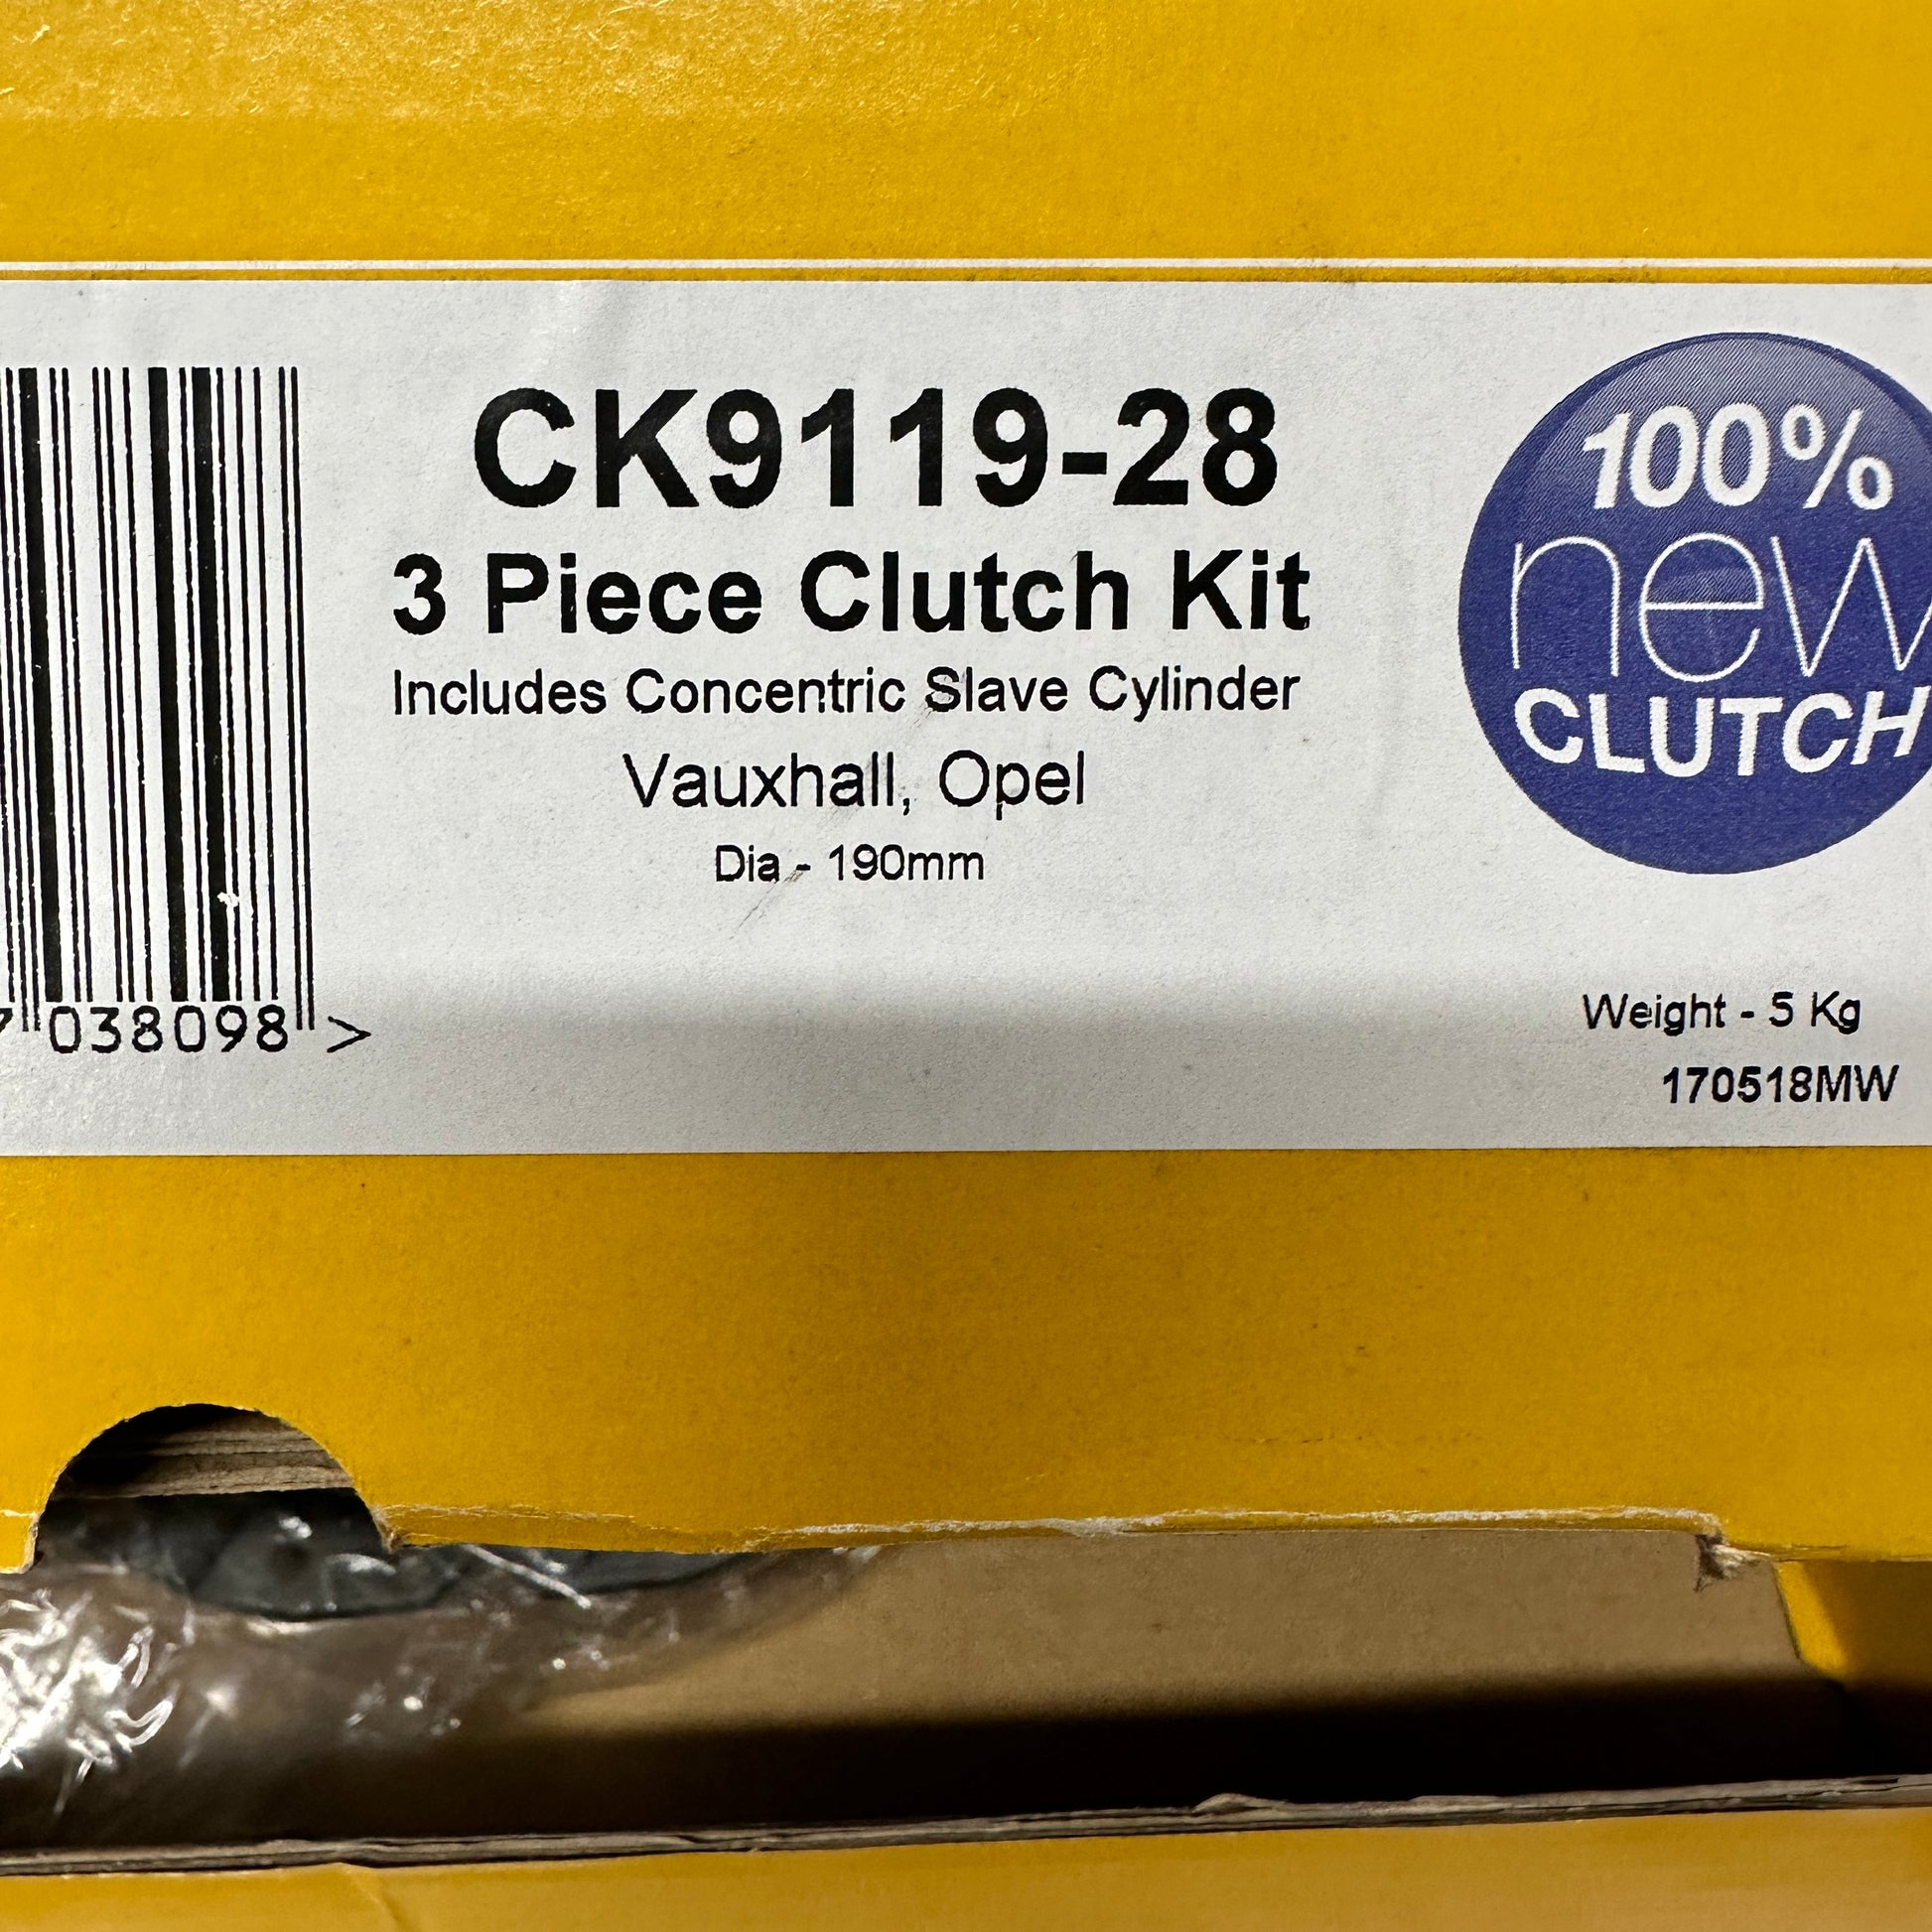 CK9119-28
3 Piece Clutch Kit
Includes Concentric Slave Cylinder
Vauxhall, Opel
Dia - 190mm
038098 >
100%
new
CLUTCH
Weight - 5 Kg
170518MW